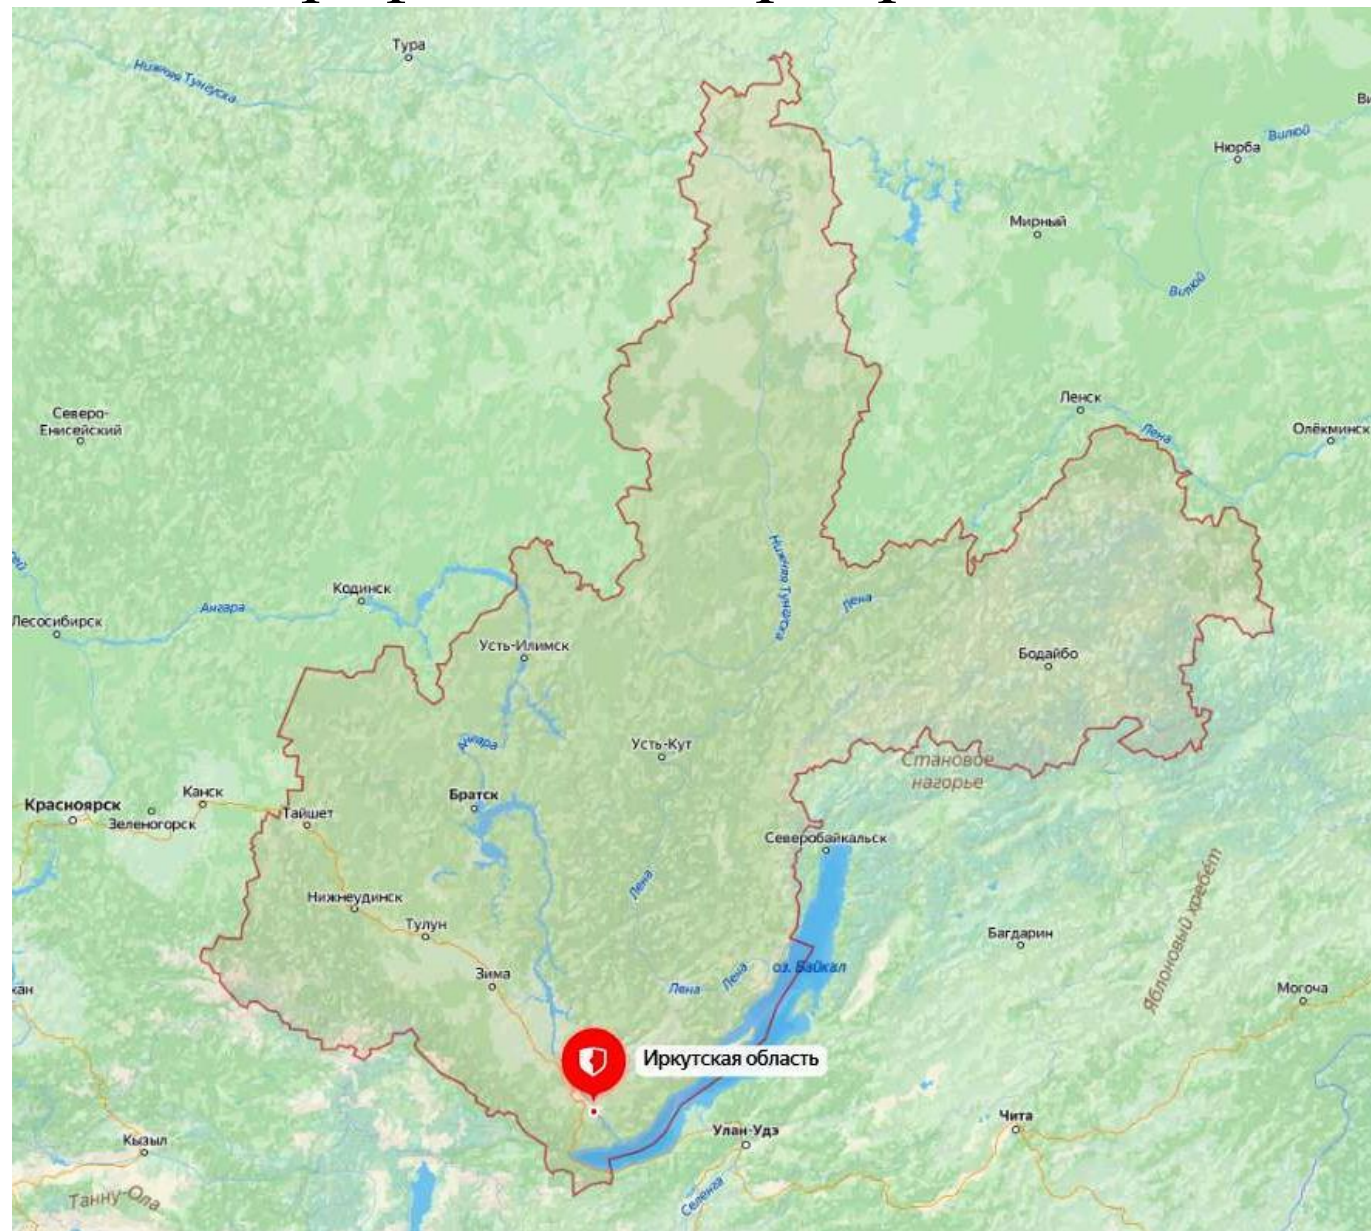 Тура
Нижняя Тунгуска
Вилюй
Нюрба
Мирный
Вилюй
Ленск
Северо-
Енисейский
Лена
Олёкминск
Кодинск
Нижняя Тунгуска
Лена
Ангара
Лесосибирск
Усть-Илимск
Бодайбо
Ангара
Усть-Кут
Становое
нагорье
Канск
Братск
Красноярск
Тайшет
Зеленогорск
Северобайкальск
Лена
Нижнеудинск
Яблоновый хребет
Тулун
Багдарин
оз. Байкал
Зима
Лена
Лена
Могоча
Иркутская область
Чита
Улан-Удэ
Кызыл
Селенга
Танну-Ола